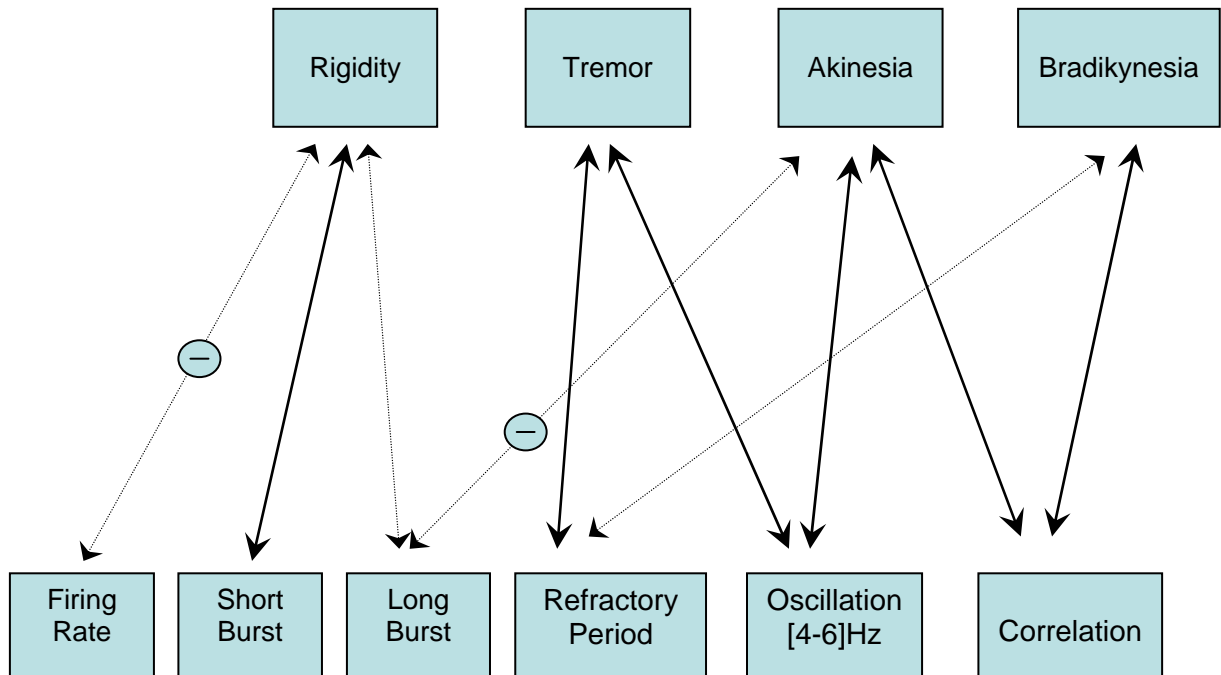 Rigidity
Tremor
Akinesia
Bradikynesia
−
−
Firing
Rate
Short
Burst
Long
Burst
Refractory
Period
Oscillation
[4-6]Hz
Correlation